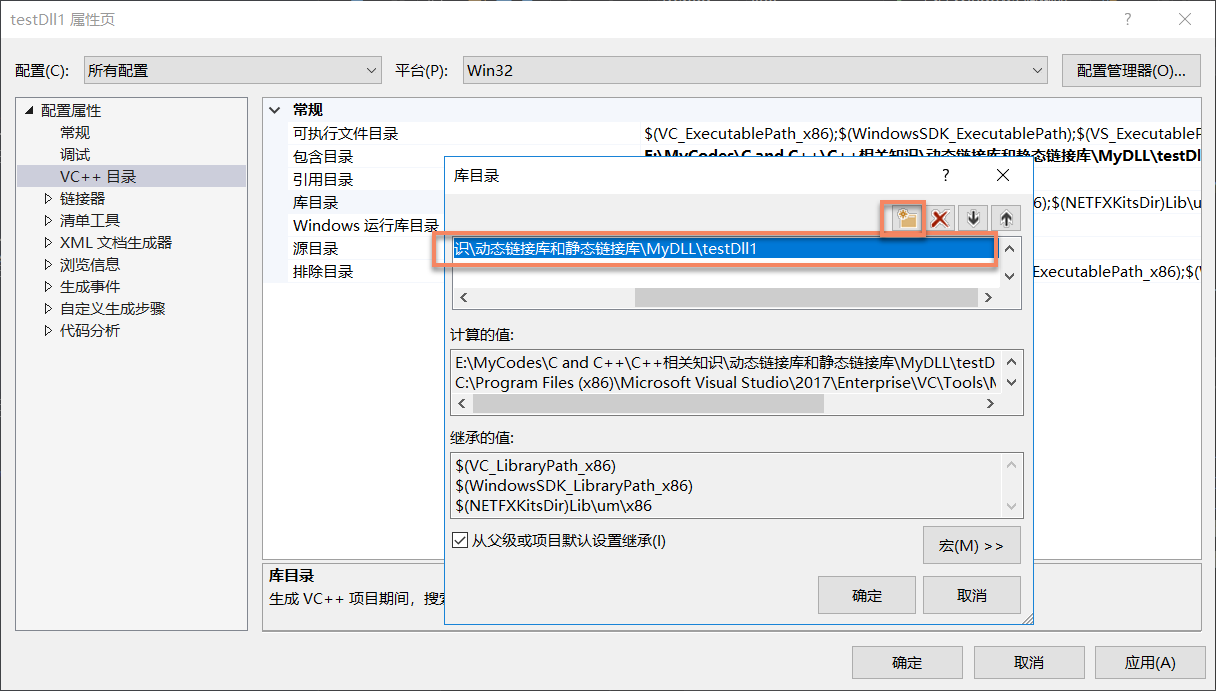 testDll1 属性页
配置(C): 所有配置 平台(P): Win32 配置管理器(O)...
配置属性
常规
调试
VC++ 目录
链接器
清单工具
XML 文档生成器
浏览信息
生成事件
自定义生成步骤
代码分析
常规
可执行文件目录 $(VC_ExecutablePath_x86);$(WindowsSDK_ExecutablePath);$(VS_ExecutableP
包含目录 E:\MyCodes\C and C++\C++相关知识\动态链接库和静态链接库\MyDLL\testDl
引用目录
库目录 6);$(NETFXKitsDir)Lib\u
Windows 运行库目录
源目录
排除目录 ExecutablePath_x86);$(
库目录
识\动态链接库和静态链接库\MyDLL\testDll1
计算的值:
E:\MyCodes\C and C++\C++相关知识\动态链接库和静态链接库\MyDLL\testD
C:\Program Files (x86)\Microsoft Visual Studio\2017\Enterprise\VC\Tools\M
继承的值:
$(VC_LibraryPath_x86)
$(WindowsSDK_LibraryPath_x86)
$(NETFXKitsDir)Lib\um\x86
从父级或项目默认设置继承(I)
宏(M) >>
确定 取消
库目录
生成 VC++ 项目期间，搜索
确定 取消 应用(A)